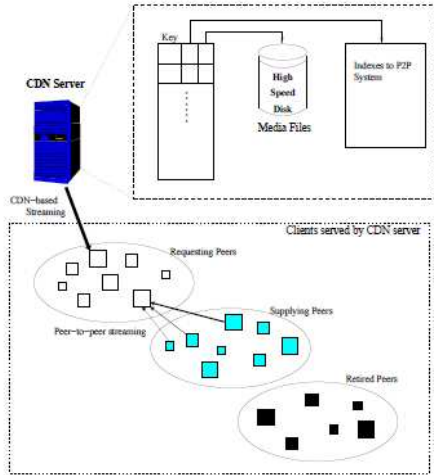 Key
Indexes to P2P
System
High
Speed
Disk
Media Files
CDN Server
CDN-based
Streaming
Clients served by CDN server
Requesting Peers
Peer-to-peer streaming
Supplying Peers
Retired Peers